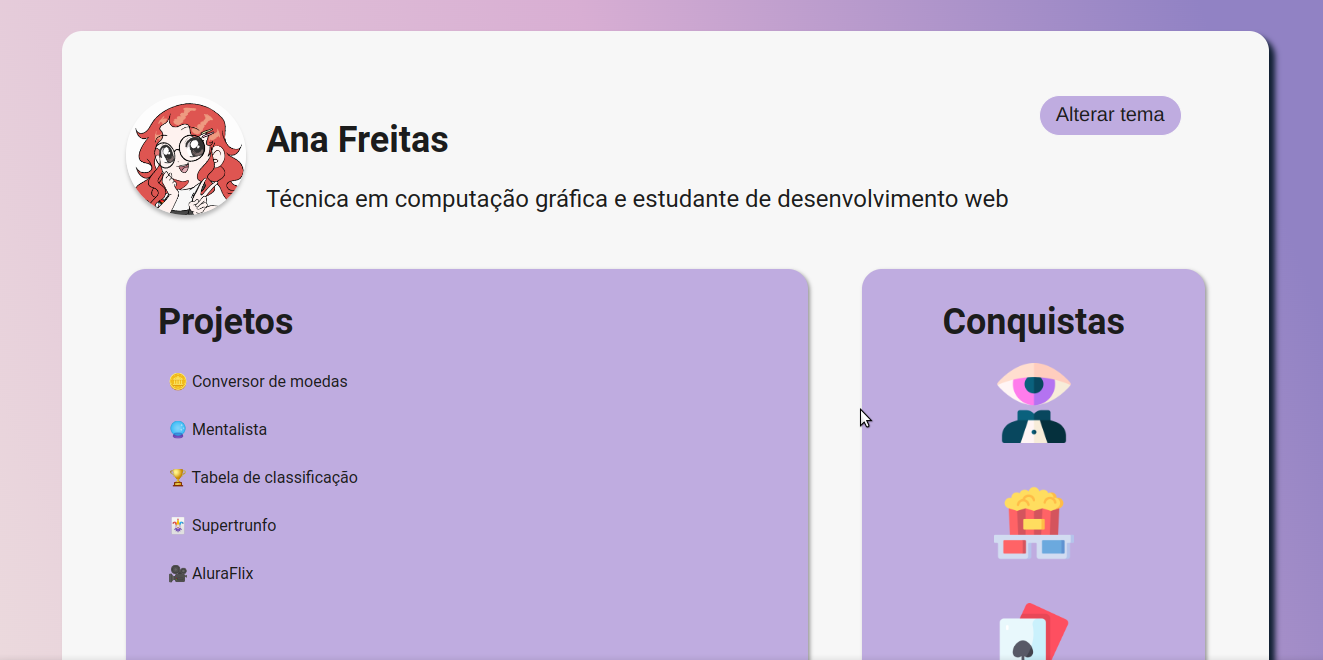 Ana Freitas
Alterar tema
Técnica em computação gráfica e estudante de desenvolvimento web
Projetos
Conversor de moedas
Mentalista
Tabela de classificação
Supertrunfo
AluraFlix
Conquistas